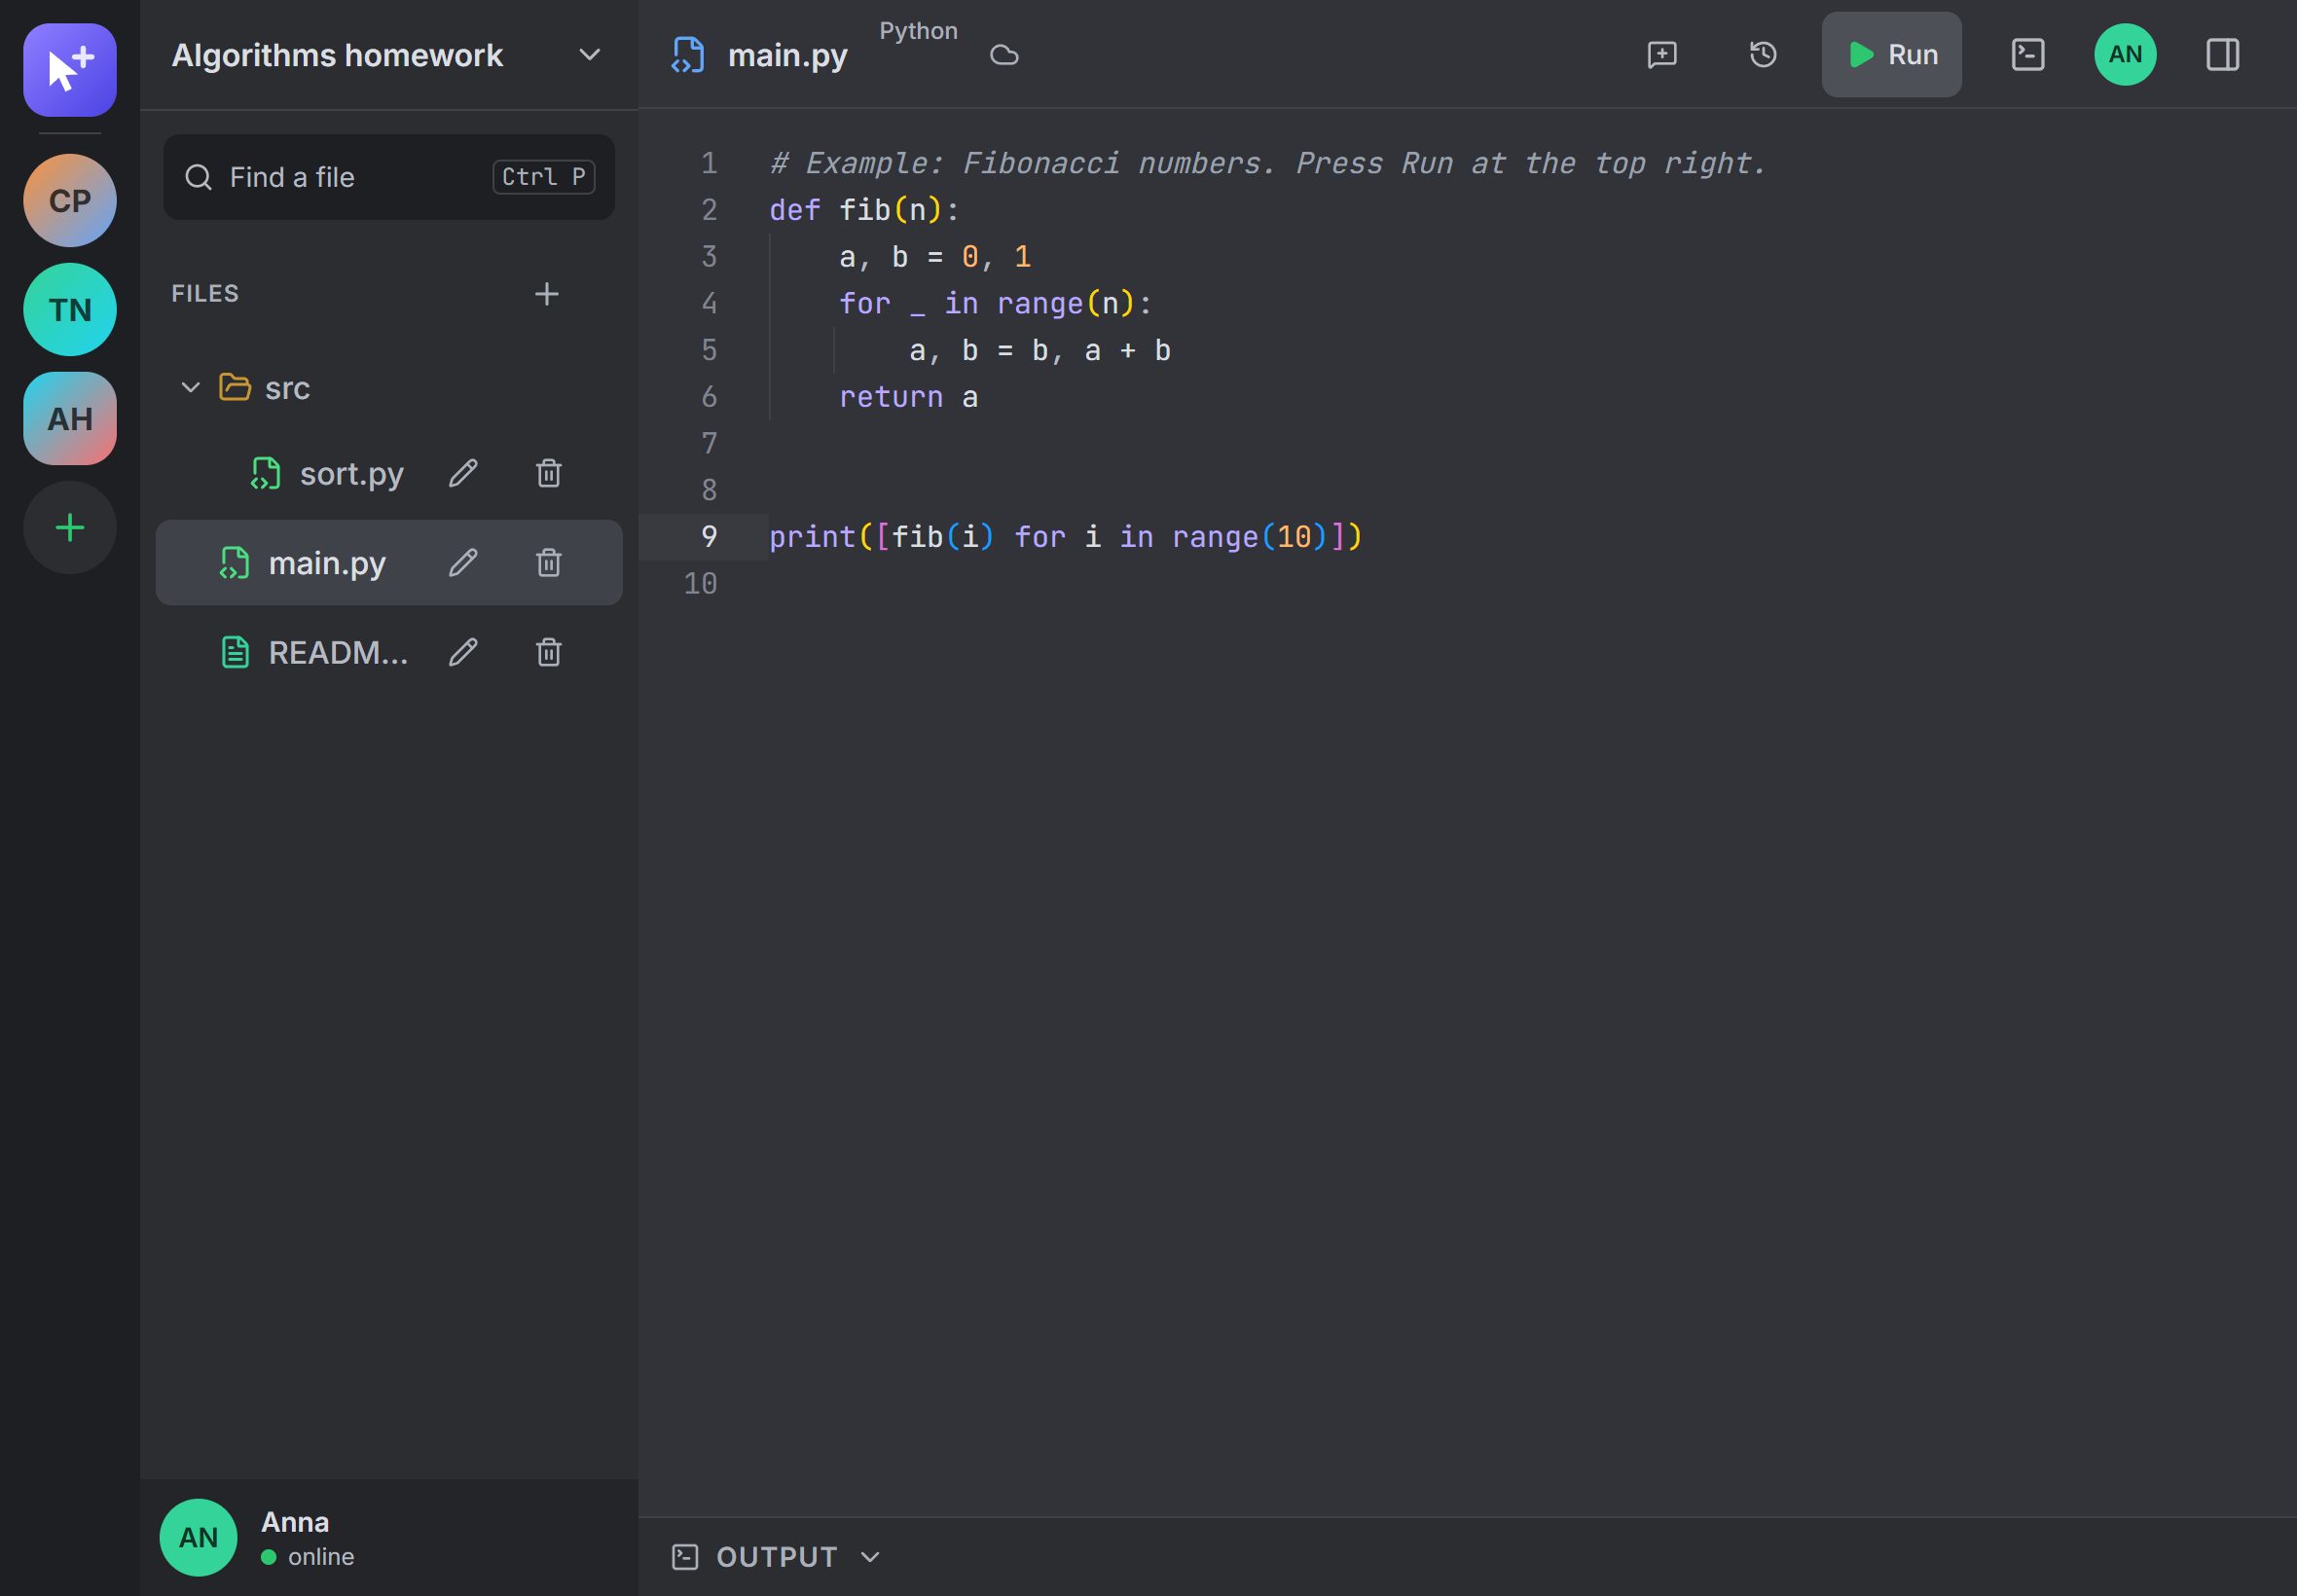 Algorithms homework
CP
TN
AH
Find a file
Ctrl P
FILES
src
sort.py
main.py
READM...
AN
Anna
online
main.py
Python
Run
AN
1 # Example: Fibonacci numbers. Press Run at the top right.
2 def fib(n):
3     a, b = 0, 1
4     for _ in range(n):
5         a, b = b, a + b
6     return a
7
8
9 print([fib(i) for i in range(10)])
10
OUTPUT